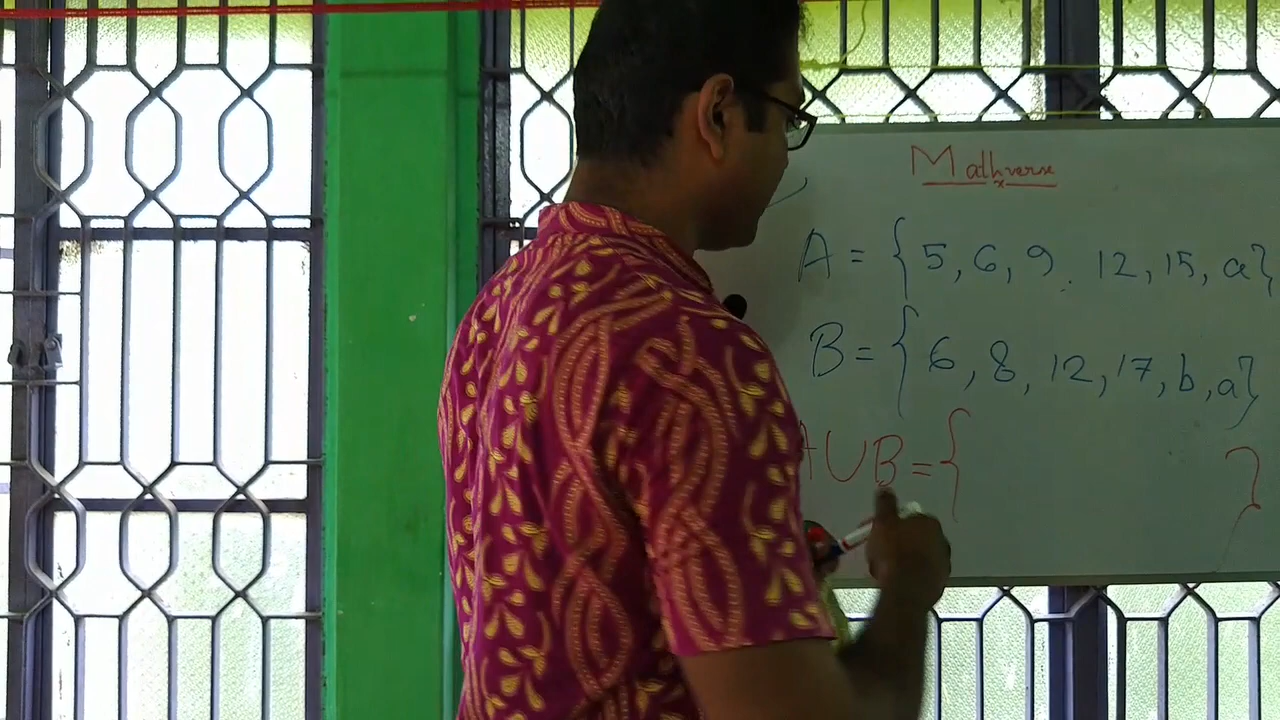 Mathverse
A = {5, 6, 9. 12, 15, a},
B = {6, 8, 12, 17, b, a}
A∪B = { }